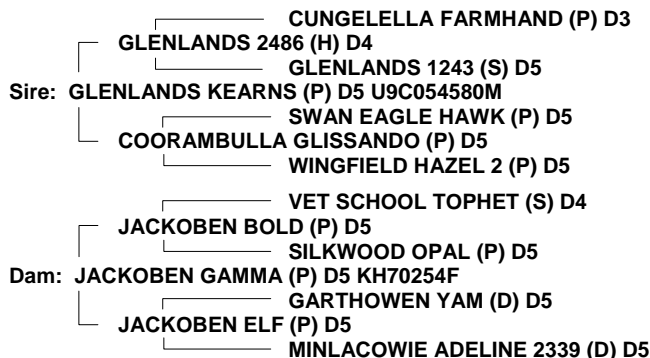 CUNGELELLA FARMHAND (P) D3
GLENLANDS 2486 (H) D4
GLENLANDS 1243 (S) D5
Sire: GLENLANDS KEARNS (P) D5 U9C054580M
SWAN EAGLE HAWK (P) D5
COORAMBULLA GLISSANDO (P) D5
WINGFIELD HAZEL 2 (P) D5
VET SCHOOL TOPHET (S) D4
JACKOBEN BOLD (P) D5
SILKWOOD OPAL (P) D5
Dam: JACKOBEN GAMMA (P) D5 KH70254F
GARTHOWEN YAM (D) D5
JACKOBEN ELF (P) D5
MINLACOWIE ADELINE 2339 (D) D5